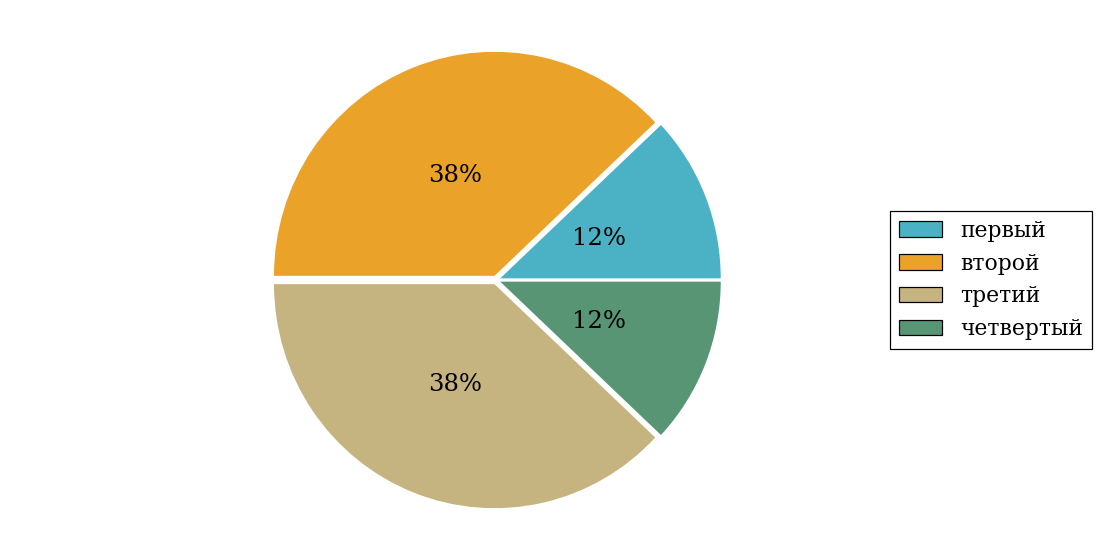 38%
12%
12%
38%
первый
второй
третий
четвертый